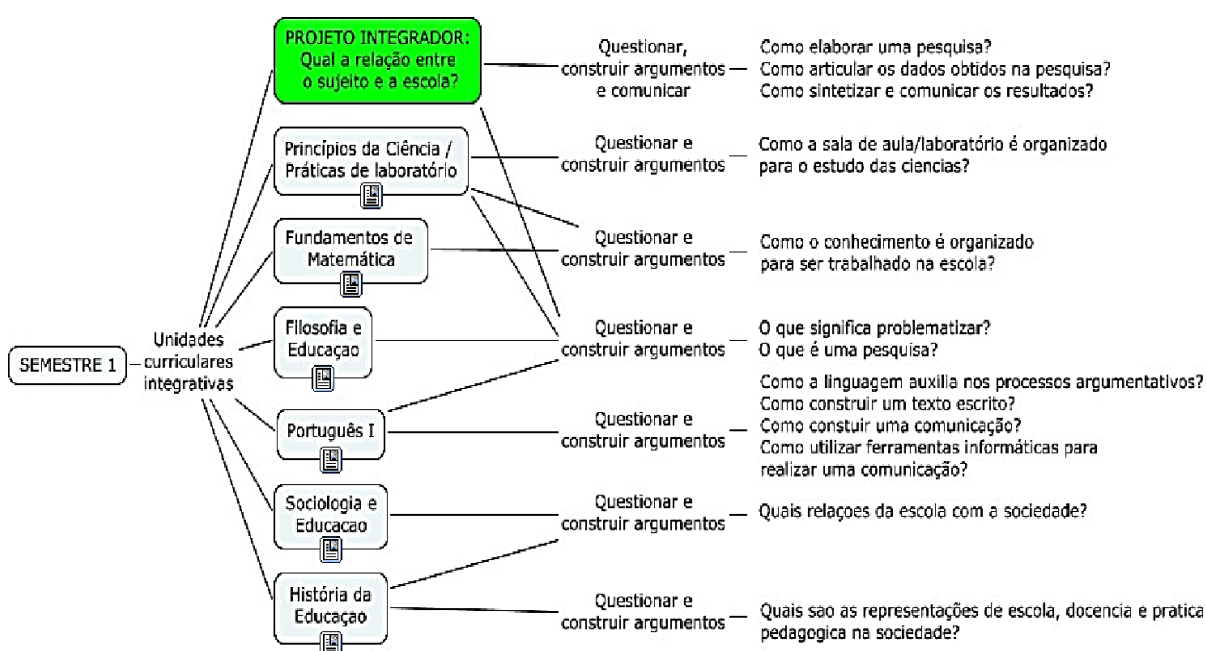 PROJETO INTEGRADOR:
Qual a relação entre
o sujeito e a escola?
Questionar,
construir argumentos
e comunicar
Como elaborar uma pesquisa?
Como articular os dados obtidos na pesquisa?
Como sintetizar e comunicar os resultados?
Princípios da Ciência /
Práticas de laboratório
Questionar e
construir argumentos
Como a sala de aula/laboratório é organizado
para o estudo das ciencias?
Fundamentos de
Matemática
Questionar e
construir argumentos
Como o conhecimento é organizado
para ser trabalhado na escola?
SEMESTRE 1
Unidades
curriculares
integrativas
Filosofia e
Educaçao
Questionar e
construir argumentos
O que significa problematizar?
O que é uma pesquisa?
Português I
Questionar e
construir argumentos
Como a linguagem auxilia nos processos argumentativos?
Como construir um texto escrito?
Como constuir uma comunicação?
Como utilizar ferramentas informáticas para
realizar uma comunicação?
Sociologia e
Educacao
Questionar e
construir argumentos
Quais relaçoes da escola com a sociedade?
História da
Educaçao
Questionar e
construir argumentos
Quais sao as representações de escola, docencia e pratica
pedagogica na sociedade?